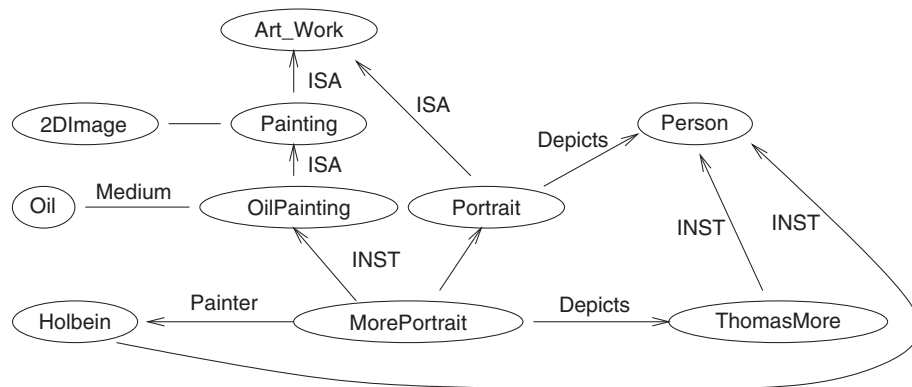 Art_Work
ISA
ISA
2DImage
Painting
Person
Depicts
ISA
Medium
Oil
OilPainting
Portrait
INST
INST
INST
Painter
Depicts
Holbein
MorePortrait
ThomasMore